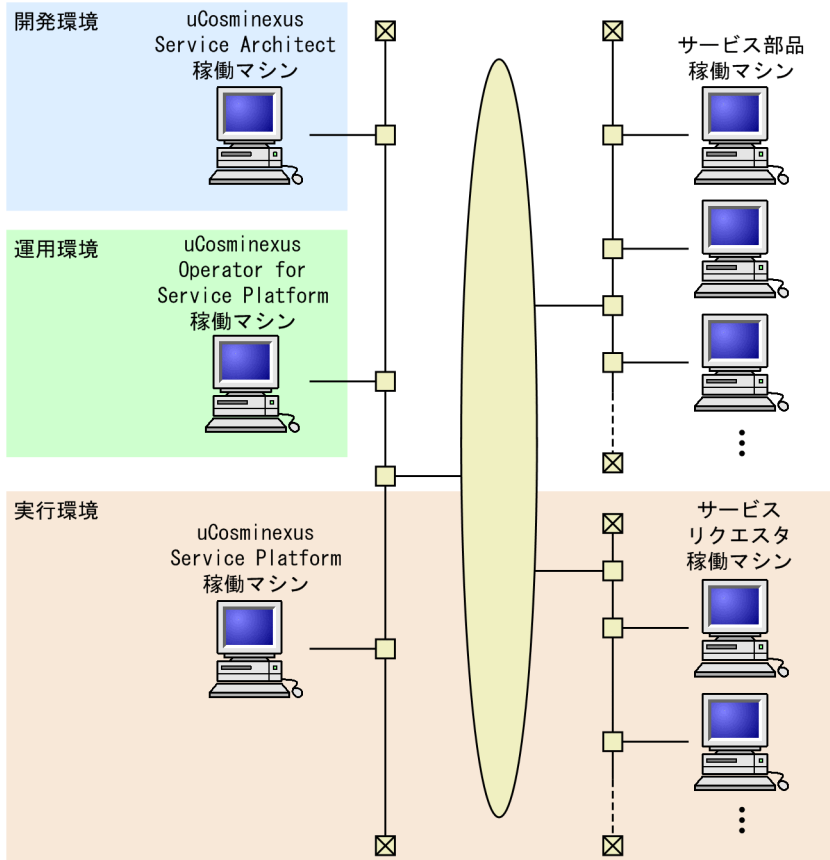 開発環境
uCosminexus
Service Architect
稼働マシン
サービス部品
稼働マシン
運用環境
uCosminexus
Operator for
Service Platform
稼働マシン
実行環境
uCosminexus
Service Platform
稼働マシン
サービス
リクエスタ
稼働マシン